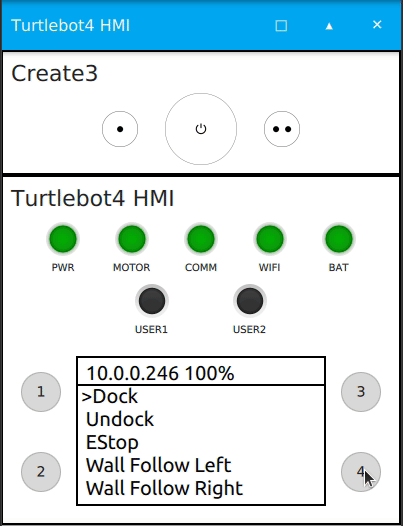 Turtlebot4 HMI
Create3
Turtlebot4 HMI
PWR MOTOR COMM WIFI BAT
USER1 USER2
10.0.0.246 100%
1 3
>Dock
Undock
EStop
Wall Follow Left
2 4
Wall Follow Right